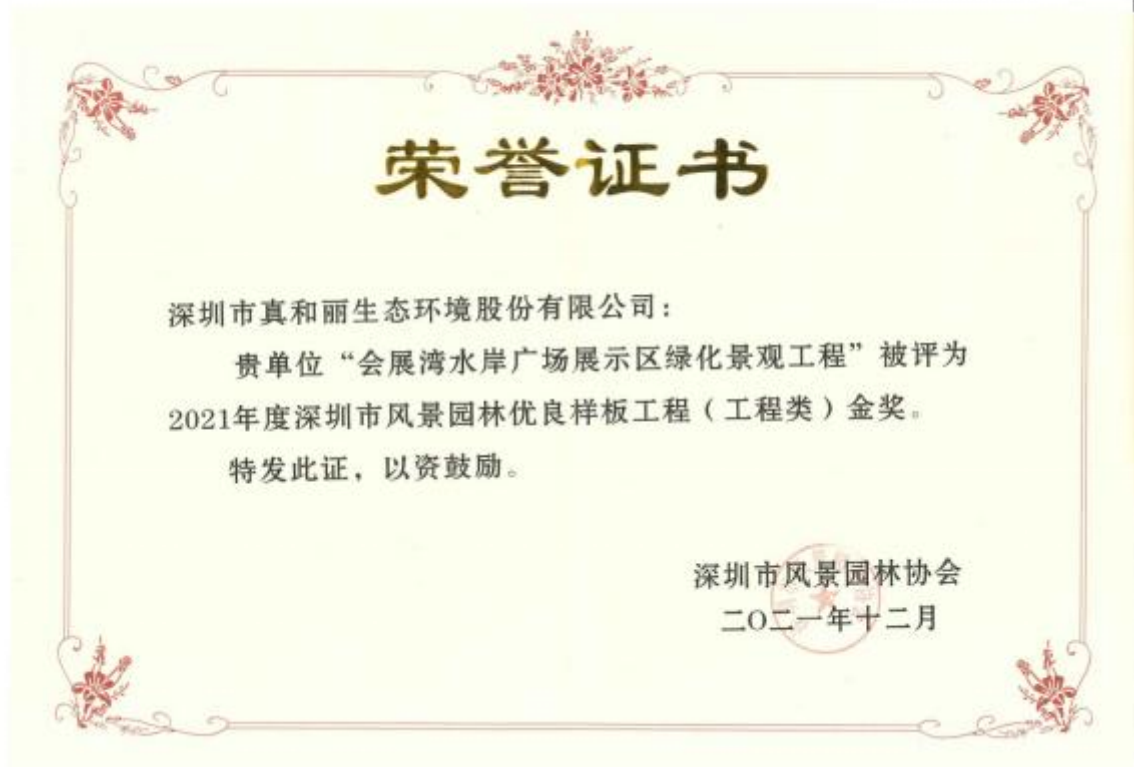 荣誉证书
深圳市真和丽生态环境股份有限公司：
贵单位“会展湾水岸广场展示区绿化景观工程”被评为
2021年度深圳市风景园林优良样板工程（工程类）金奖。
特发此证，以资鼓励。
深圳市风景园林协会
二〇二一年十二月